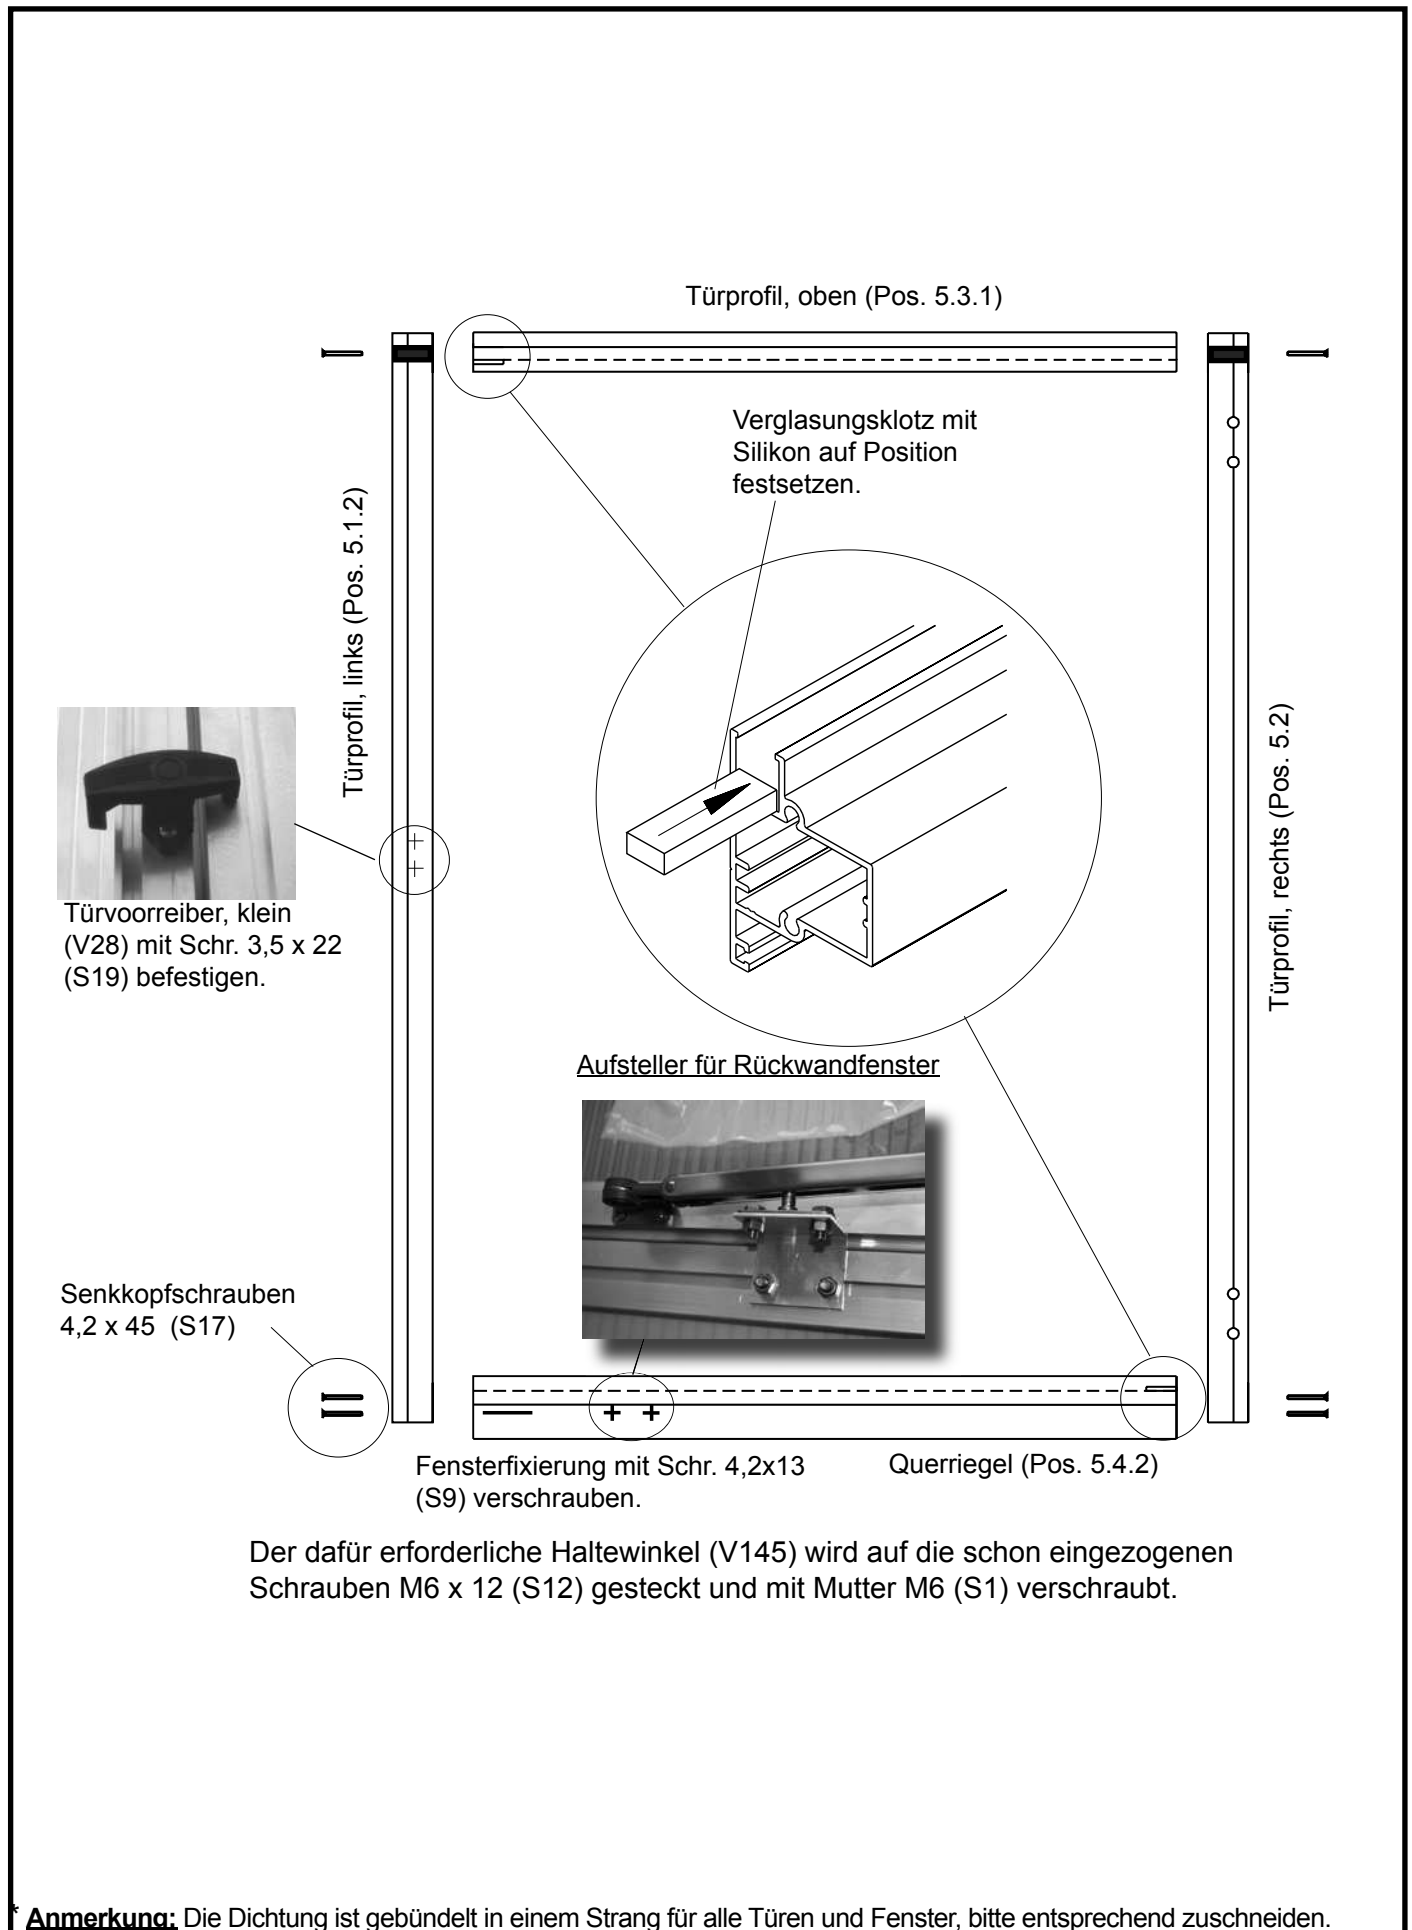 Türprofil, oben (Pos. 5.3.1)
Verglasungsklotz mit
Silikon auf Position
festsetzen.
Türprofil, links (Pos. 5.1.2)
Türprofil, rechts (Pos. 5.2)
Türvoorreiber, klein
(V28) mit Schr. 3,5 x 22
(S19) befestigen.
Aufsteller für Rückwandfenster
Senkkopfschrauben
4,2 x 45 (S17)
Fensterfixierung mit Schr. 4,2x13
(S9) verschrauben.
Querriegel (Pos. 5.4.2)
Der dafür erforderliche Haltewinkel (V145) wird auf die schon eingezogenen
Schrauben M6 x 12 (S12) gesteckt und mit Mutter M6 (S1) verschraubt.
* Anmerkung: Die Dichtung ist gebündelt in einem Strang für alle Türen und Fenster, bitte entsprechend zuschneiden.